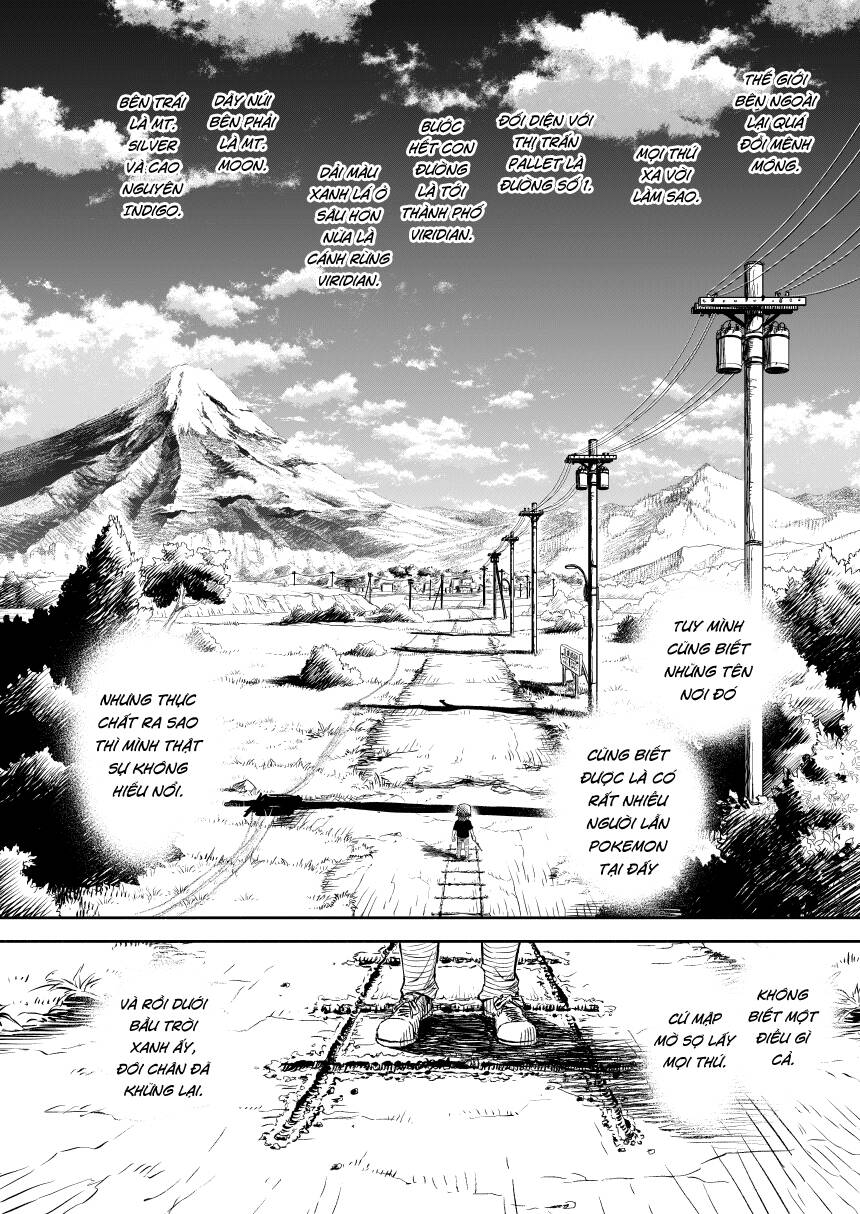 THẾ GIỚI
BÊN NGOÀI
LẠI QUÁ
ĐỖI MÊNH
MÔNG.
MỌI THỨ
XA VỜI
LÀM SAO.
ĐỐI DIỆN VỚI
THỊ TRẤN
PALLET LÀ
ĐƯỜNG SỐ 1.
BƯỚC
HẾT CON
ĐƯỜNG
LÀ TỚI
THÀNH PHỐ
VIRIDIAN.
DẢI MÀU
XANH LÁ Ở
SÂU HƠN
NỮA LÀ
CÁNH RỪNG
VIRIDIAN.
DÃY NÚI
BÊN PHẢI
LÀ MT.
MOON.
BÊN TRÁI
LÀ MT.
SILVER
VÀ CAO
NGUYÊN
INDIGO.
TUY MÌNH
CŨNG BIẾT
NHỮNG TÊN
NƠI ĐÓ
CŨNG BIẾT
ĐƯỢC LÀ CÓ
RẤT NHIỀU
NGƯỜI LẪN
POKEMON
TẠI ĐẤY
NHƯNG THỰC
CHẤT RA SAO
THÌ MÌNH THẬT
SỰ KHÔNG
HIỂU NỔI.
KHÔNG
BIẾT MỘT
ĐIỀU GÌ
CẢ.
CỨ MẬP
MỜ SỢ LẤY
MỌI THỨ.
VÀ RỒI DƯỚI
BẦU TRỜI
XANH ẤY,
ĐÔI CHÂN ĐÃ
KHỰNG LẠI.